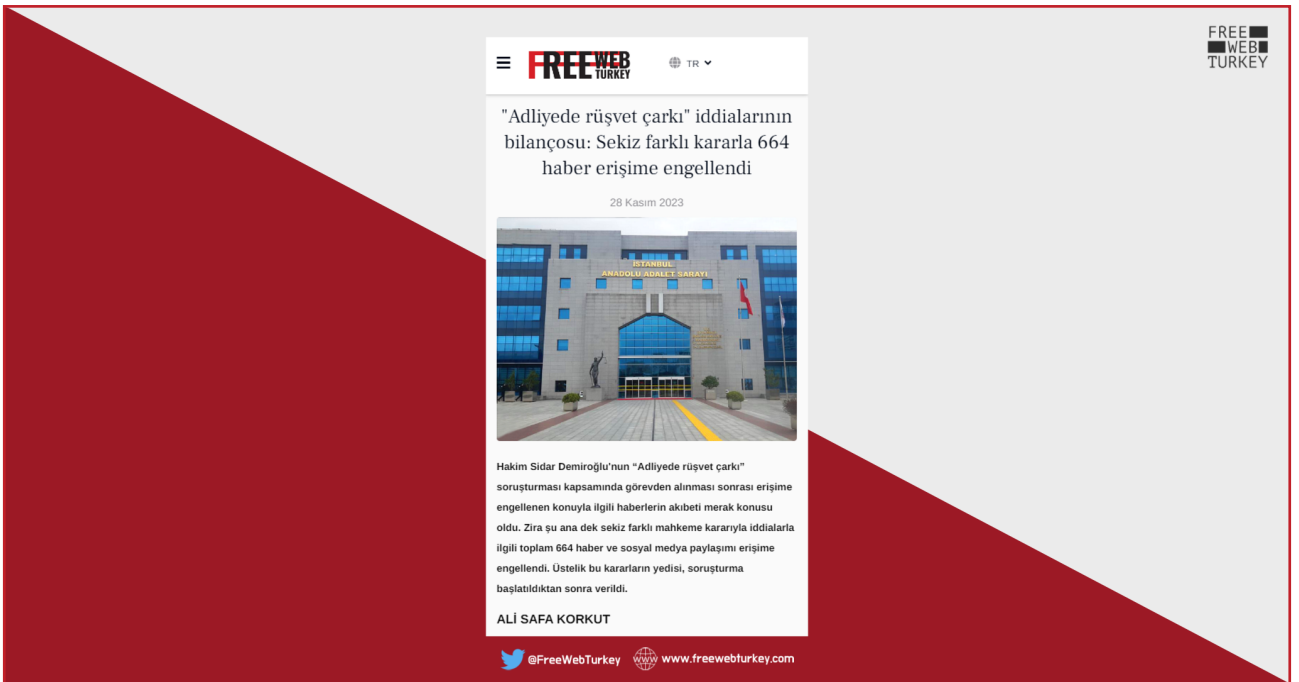 FREE
WEB
TURKEY
FREE WEB
TURKEY
TR
"Adliyede rüşvet çarkı" iddialarının
bilançosu: Sekiz farklı kararla 664
haber erişime engellendi
28 Kasım 2023
İSTANBUL
ANADOLU ADALET SARAYI
Hakim Sidar Demiroğlu'nun “Adliyede rüşvet çarkı”
soruşturması kapsamında görevden alınması sonrası erişime
engellenen konuyla ilgili haberlerin akıbeti merak konusu
oldu. Zira şu ana dek sekiz farklı mahkeme kararıyla iddialarla
ilgili toplam 664 haber ve sosyal medya paylaşımı erişime
engellendi. Üstelik bu kararların yedisi, soruşturma
başlatıldıktan sonra verildi.
ALİ SAFA KORKUT
@FreeWebTurkey
www www.freewebturkey.com